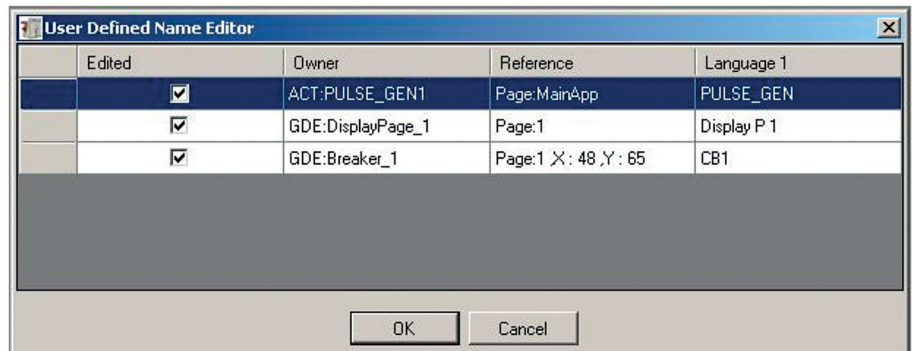 User Defined Name Editor
Edited Owner Reference Language 1
ACT:PULSE_GEN1 Page:MainApp PULSE_GEN
GDE:DisplayPage_1 Page:1 Display P 1
GDE:Breaker_1 Page:1 ,X : 48 ,Y : 65 CB1
OK Cancel